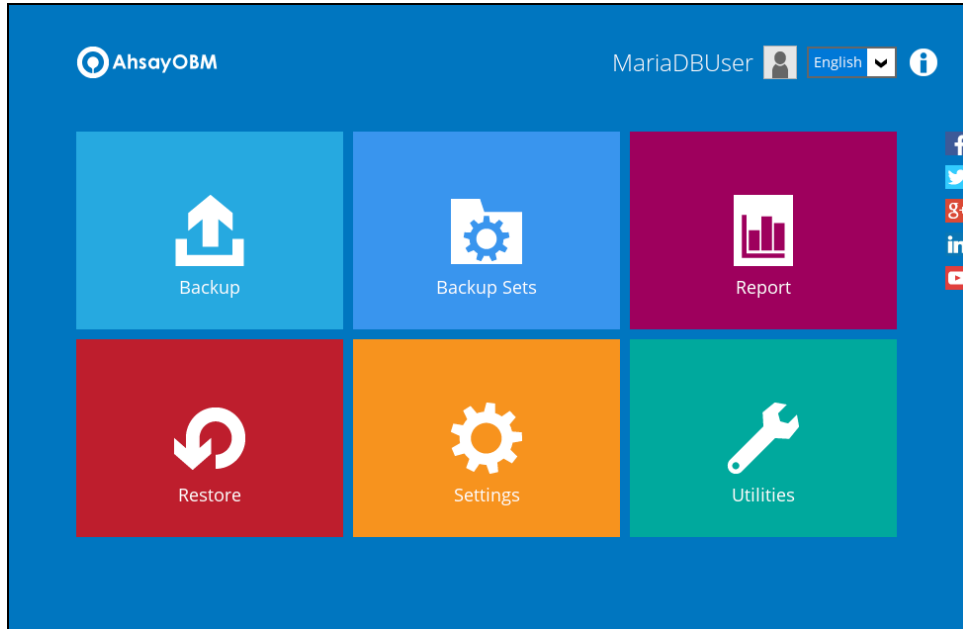 AhsayOBM
MariaDBUser
English
Backup
Backup Sets
Report
Restore
Settings
Utilities